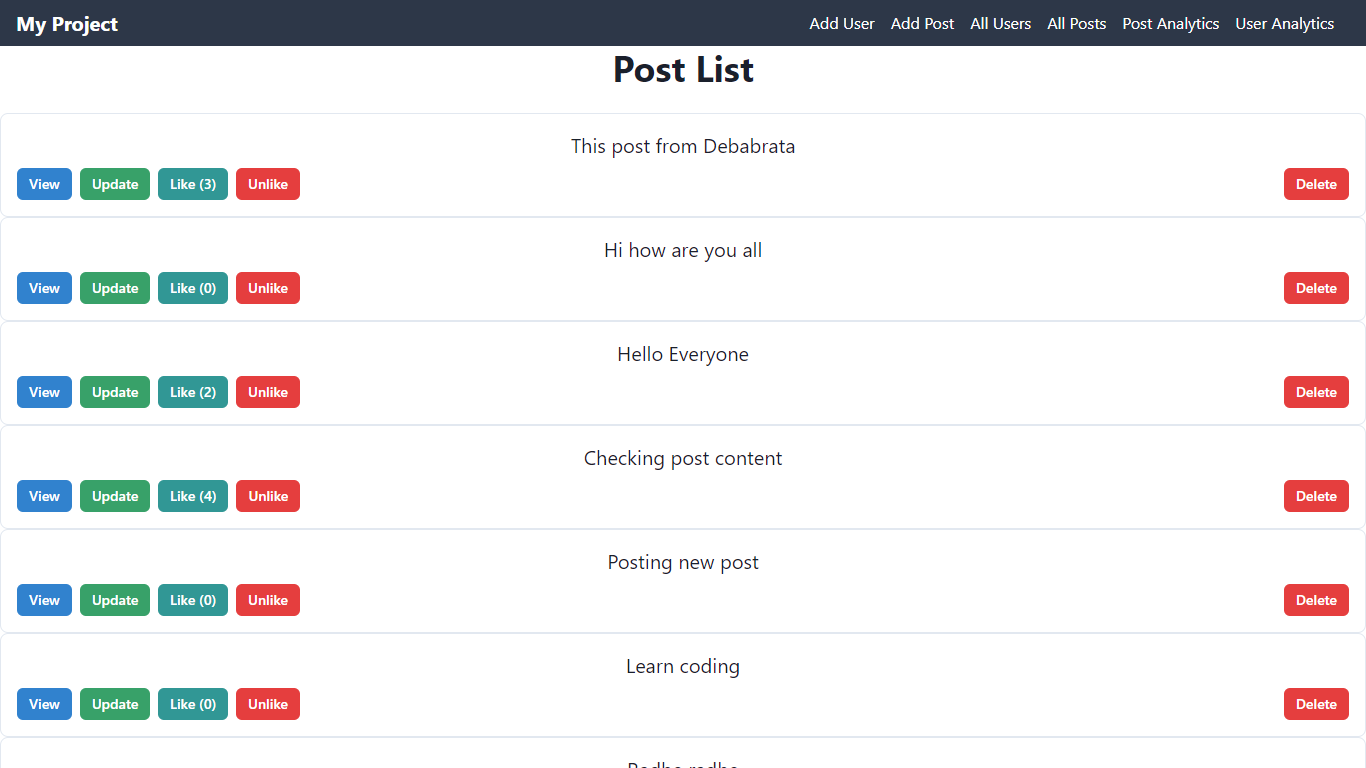 My Project Add User Add Post All Users All Posts Post Analytics User Analytics
Post List
This post from Debabrata
View Update Like (3) Unlike Delete
Hi how are you all
View Update Like (0) Unlike Delete
Hello Everyone
View Update Like (2) Unlike Delete
Checking post content
View Update Like (4) Unlike Delete
Posting new post
View Update Like (0) Unlike Delete
Learn coding
View Update Like (0) Unlike Delete